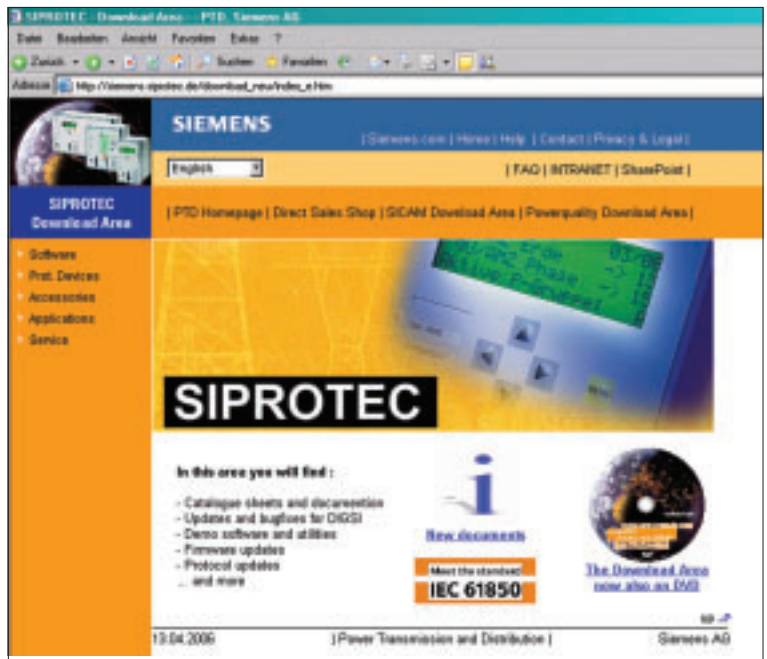 SIPROTEC - Download Area - PTD, Siemens AG
Datei Bearbeiten Ansicht Favoriten Extras ?
Zurück Suchen Favoriten
Adresse http://siemens.siprotec.de/download_neu/index_e.htm
SIEMENS
| Siemens.com | Home | Help | Contact | Privacy & Legal |
English
| FAQ | INTRANET | SharePoint |
SIPROTEC
Download Area
| PTD Homepage | Direct Sales Shop | SICAM Download Area | Powerquality Download Area |
Software
Prot. Devices
Accessories
Applications
Service
SIPROTEC
In this area you will find :
- Catalogue sheets and documention
- Updates and bugfixes for DIGSI
- Demo software and utilities
- Firmware updates
- Protocol updates
... and more
New documents
Meet the standard!
IEC 61850
The Download Area
now also on DVD
top
13.04.2006 | Power Transmission and Distribution | Siemens AG